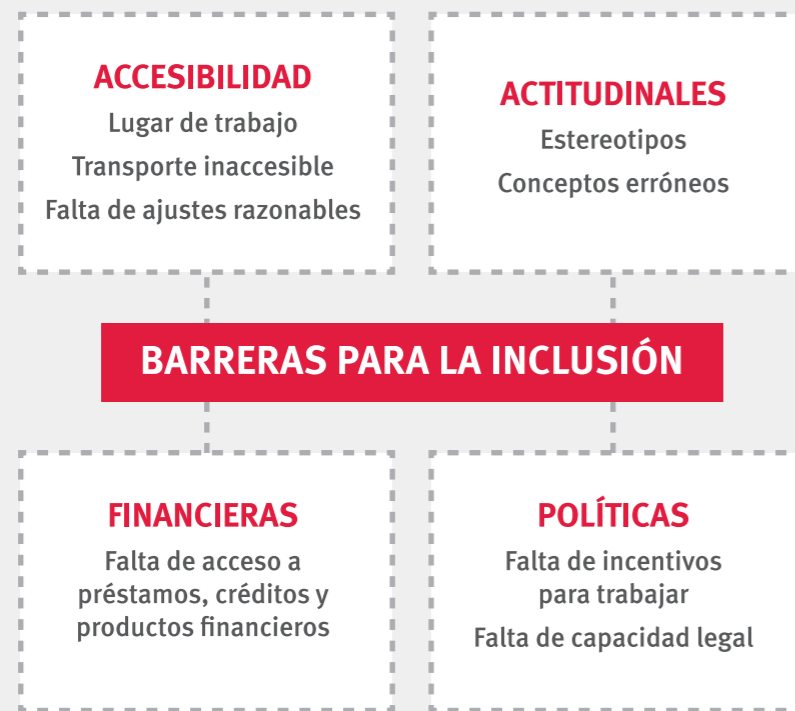 ACCESIBILIDAD
Lugar de trabajo
Transporte inaccesible
Falta de ajustes razonables
ACTITUDINALES
Estereotipos
Conceptos erróneos
BARRERAS PARA LA INCLUSIÓN
FINANCIERAS
Falta de acceso a
préstamos, créditos y
productos financieros
POLÍTICAS
Falta de incentivos
para trabajar
Falta de capacidad legal